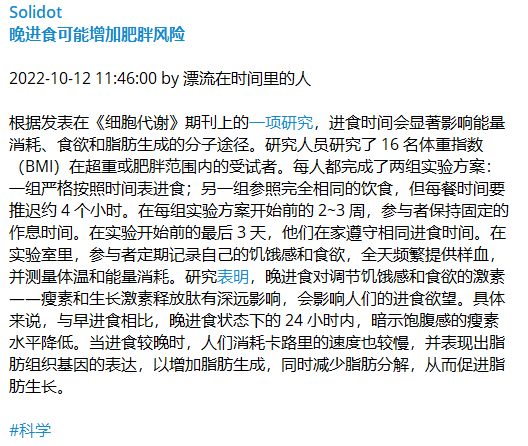 Solidot
晚进食可能增加肥胖风险
2022-10-12 11:46:00 by 漂流在时间里的人
根据发表在《细胞代谢》期刊上的一项研究，进食时间会显著影响能量
消耗、食欲和脂肪生成的分子途径。研究人员研究了 16 名体重指数
（BMI）在超重或肥胖范围内的受试者。每人都完成了两组实验方案：
一组严格按照时间表进食；另一组参照完全相同的饮食，但每餐时间要
推迟约 4 个小时。在每组实验方案开始前的 2~3 周，参与者保持固定的
作息时间。在实验开始前的最后 3 天，他们在家遵守相同进食时间。在
实验室里，参与者定期记录自己的饥饿感和食欲，全天频繁提供样血，
并测量体温和能量消耗。研究表明，晚进食对调节饥饿感和食欲的激素
——瘦素和生长激素释放肽有深远影响，会影响人们的进食欲望。具体
来说，与早进食相比，晚进食状态下的 24 小时内，暗示饱腹感的瘦素
水平降低。当进食较晚时，人们消耗卡路里的速度也较慢，并表现出脂
肪组织基因的表达，以增加脂肪生成，同时减少脂肪分解，从而促进脂
肪生长。
#科学